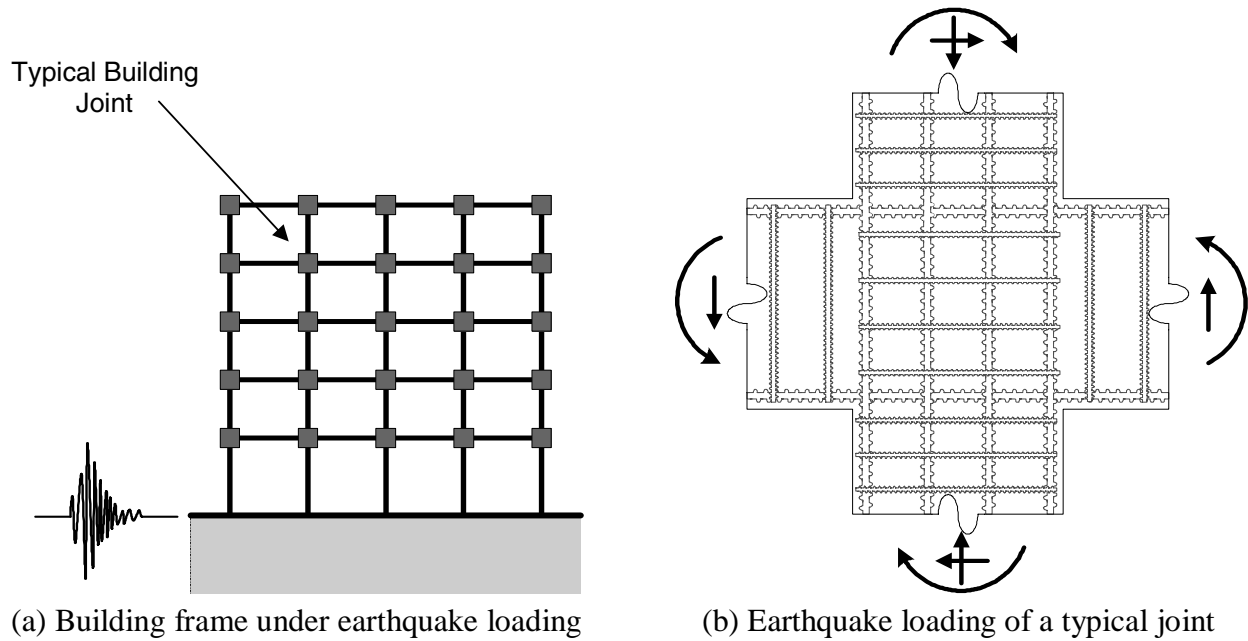 Typical Building
Joint
(a) Building frame under earthquake loading
(b) Earthquake loading of a typical joint